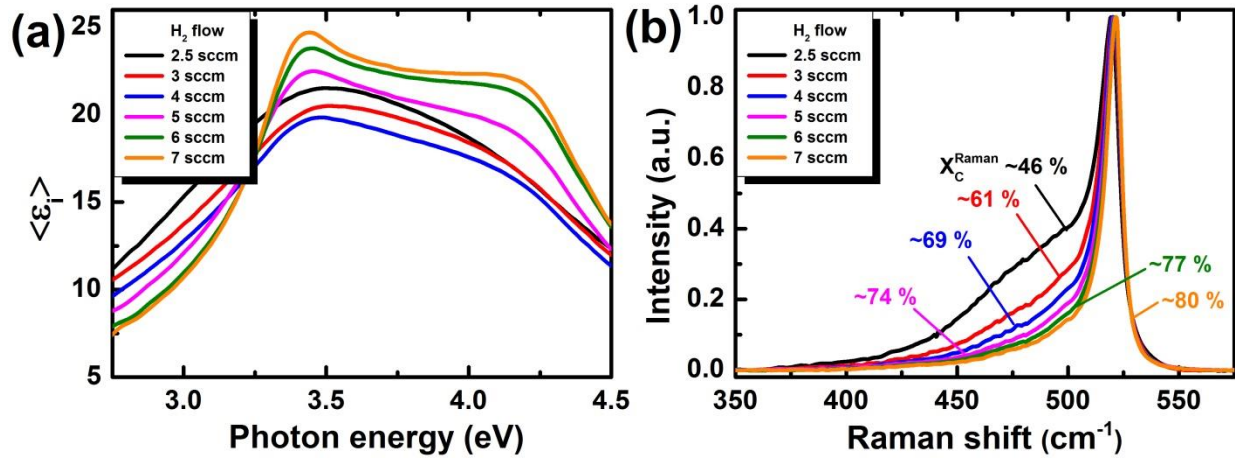 (a)
H₂ flow
2.5 sccm
3 sccm
4 sccm
5 sccm
6 sccm
7 sccm
25
20
15
10
5
<εᵢ>
3.0 3.5 4.0 4.5
Photon energy (eV)
(b)
H₂ flow
2.5 sccm
3 sccm
4 sccm
5 sccm
6 sccm
7 sccm
1.0
0.8
0.6
0.4
0.2
0.0
Intensity (a.u.)
X_C^Raman ~46 %
~61 %
~69 %
~74 %
~77 %
~80 %
350 400 450 500 550
Raman shift (cm⁻¹)